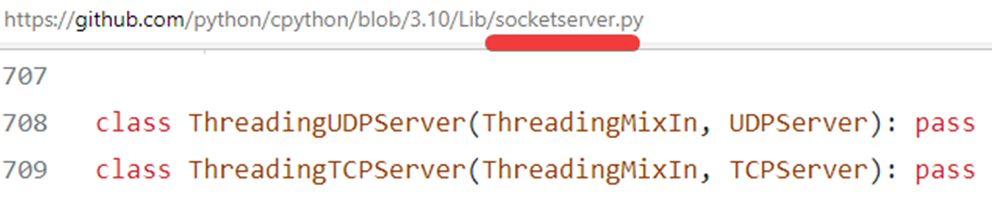 https://github.com/python/cpython/blob/3.10/Lib/socketserver.py
707
708 class ThreadingUDPServer(ThreadingMixIn, UDPServer): pass
709 class ThreadingTCPServer(ThreadingMixIn, TCPServer): pass